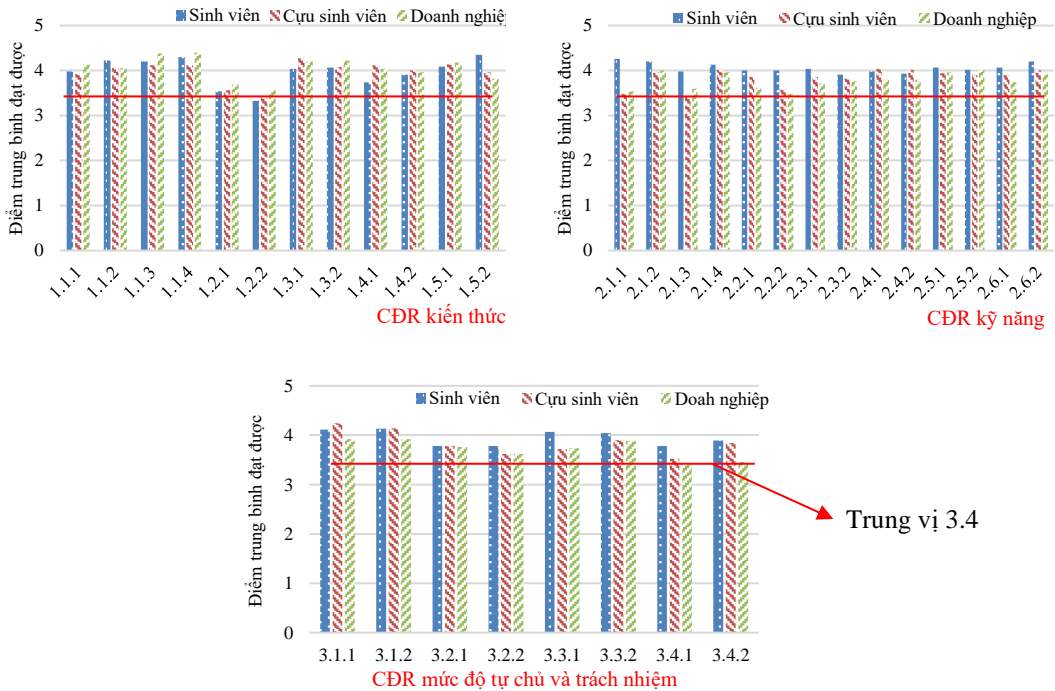 Sinh viên Cựu sinh viên Doanh nghiệp
Điểm trung bình đạt được
5
4
3
2
1
0
1.1.1 1.1.2 1.1.3 1.1.4 1.2.1 1.2.2 1.3.1 1.3.2 1.4.1 1.4.2 1.5.1 1.5.2
CĐR kiến thức
Sinh viên Cựu sinh viên Doanh nghiệp
Điểm trung bình đạt được
5
4
3
2
1
0
2.1.1 2.1.2 2.1.3 2.1.4 2.2.1 2.2.2 2.3.1 2.3.2 2.4.1 2.4.2 2.5.1 2.5.2 2.6.1 2.6.2
CĐR kỹ năng
Sinh viên Cựu sinh viên Doah nghiệp
Điểm trung bình đạt được
5
4
3
2
1
0
3.1.1 3.1.2 3.2.1 3.2.2 3.3.1 3.3.2 3.4.1 3.4.2
CĐR mức độ tự chủ và trách nhiệm
Trung vị 3.4